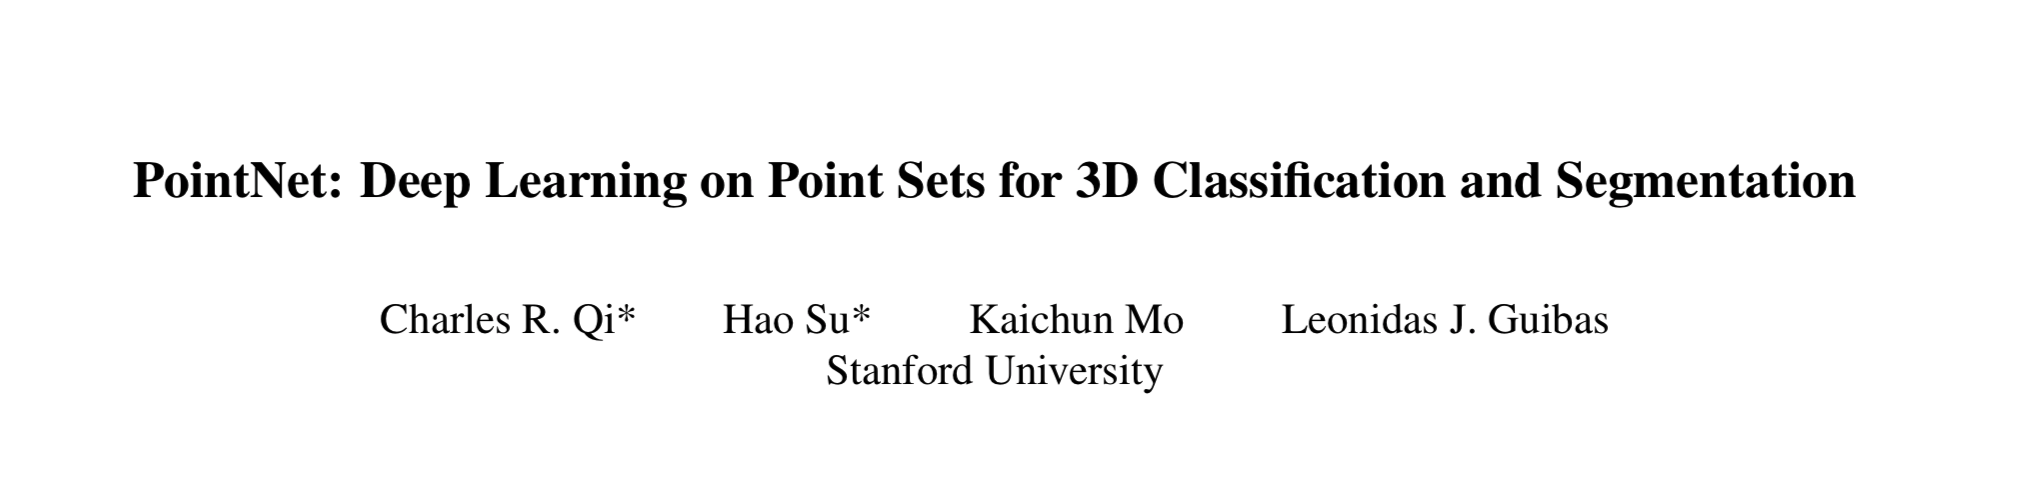 PointNet: Deep Learning on Point Sets for 3D Classification and Segmentation
Charles R. Qi* Hao Su* Kaichun Mo Leonidas J. Guibas
Stanford University